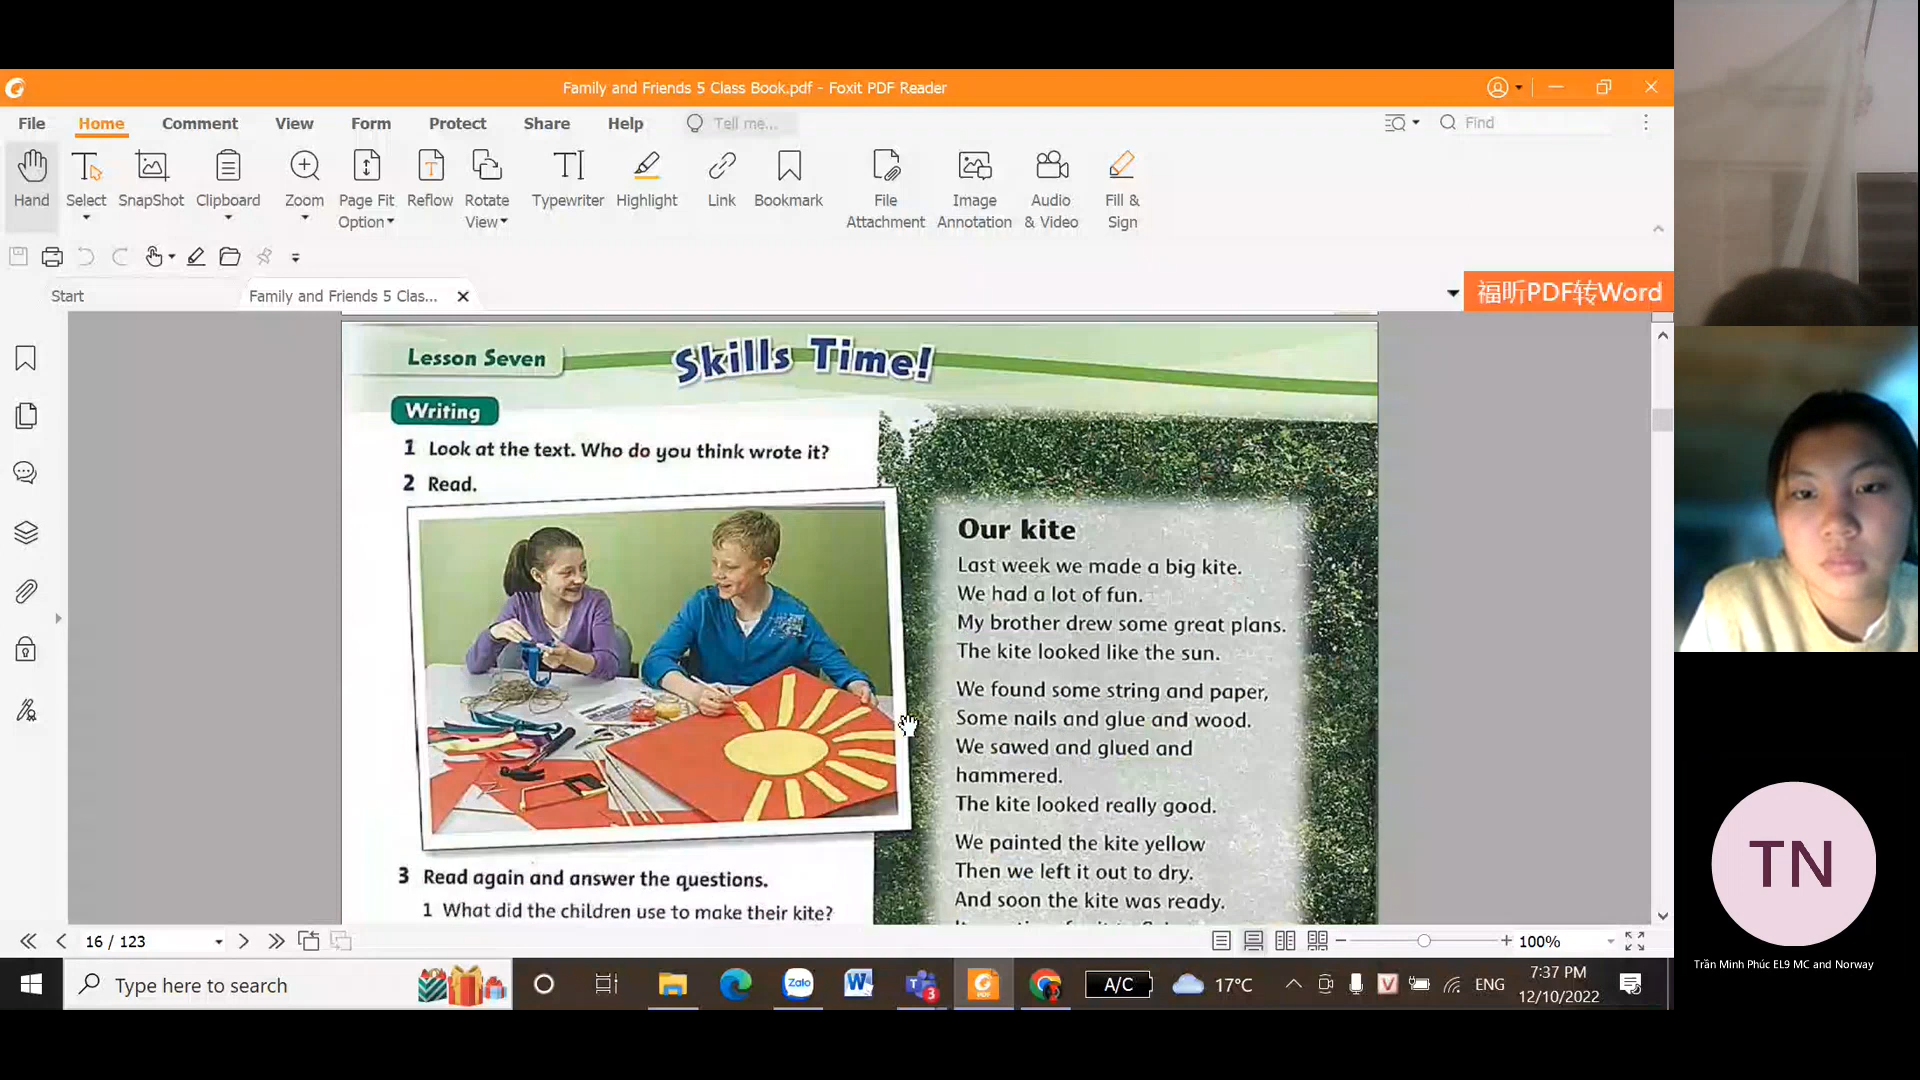 Family and Friends 5 Class Book.pdf - Foxit PDF Reader
File Home Comment View Form Protect Share Help Tell me... Find
Hand Select SnapShot Clipboard Zoom Page Fit Option Reflow Rotate View Typewriter Highlight Link Bookmark File Attachment Image Annotation Audio & Video Fill & Sign
Start Family and Friends 5 Clas... 福昕PDF转Word
Lesson Seven Skills Time!
Writing
1 Look at the text. Who do you think wrote it?
2 Read.
Our kite
Last week we made a big kite.
We had a lot of fun.
My brother drew some great plans.
The kite looked like the sun.
We found some string and paper,
Some nails and glue and wood.
We sawed and glued and
hammered.
The kite looked really good.
We painted the kite yellow
Then we left it out to dry.
And soon the kite was ready.
3 Read again and answer the questions.
1 What did the children use to make their kite?
16 / 123 100%
Type here to search Zalo 3 PDF A/C 17°C V ENG 7:37 PM
12/10/2022
TN
Trần Minh Phúc EL9 MC and Norway